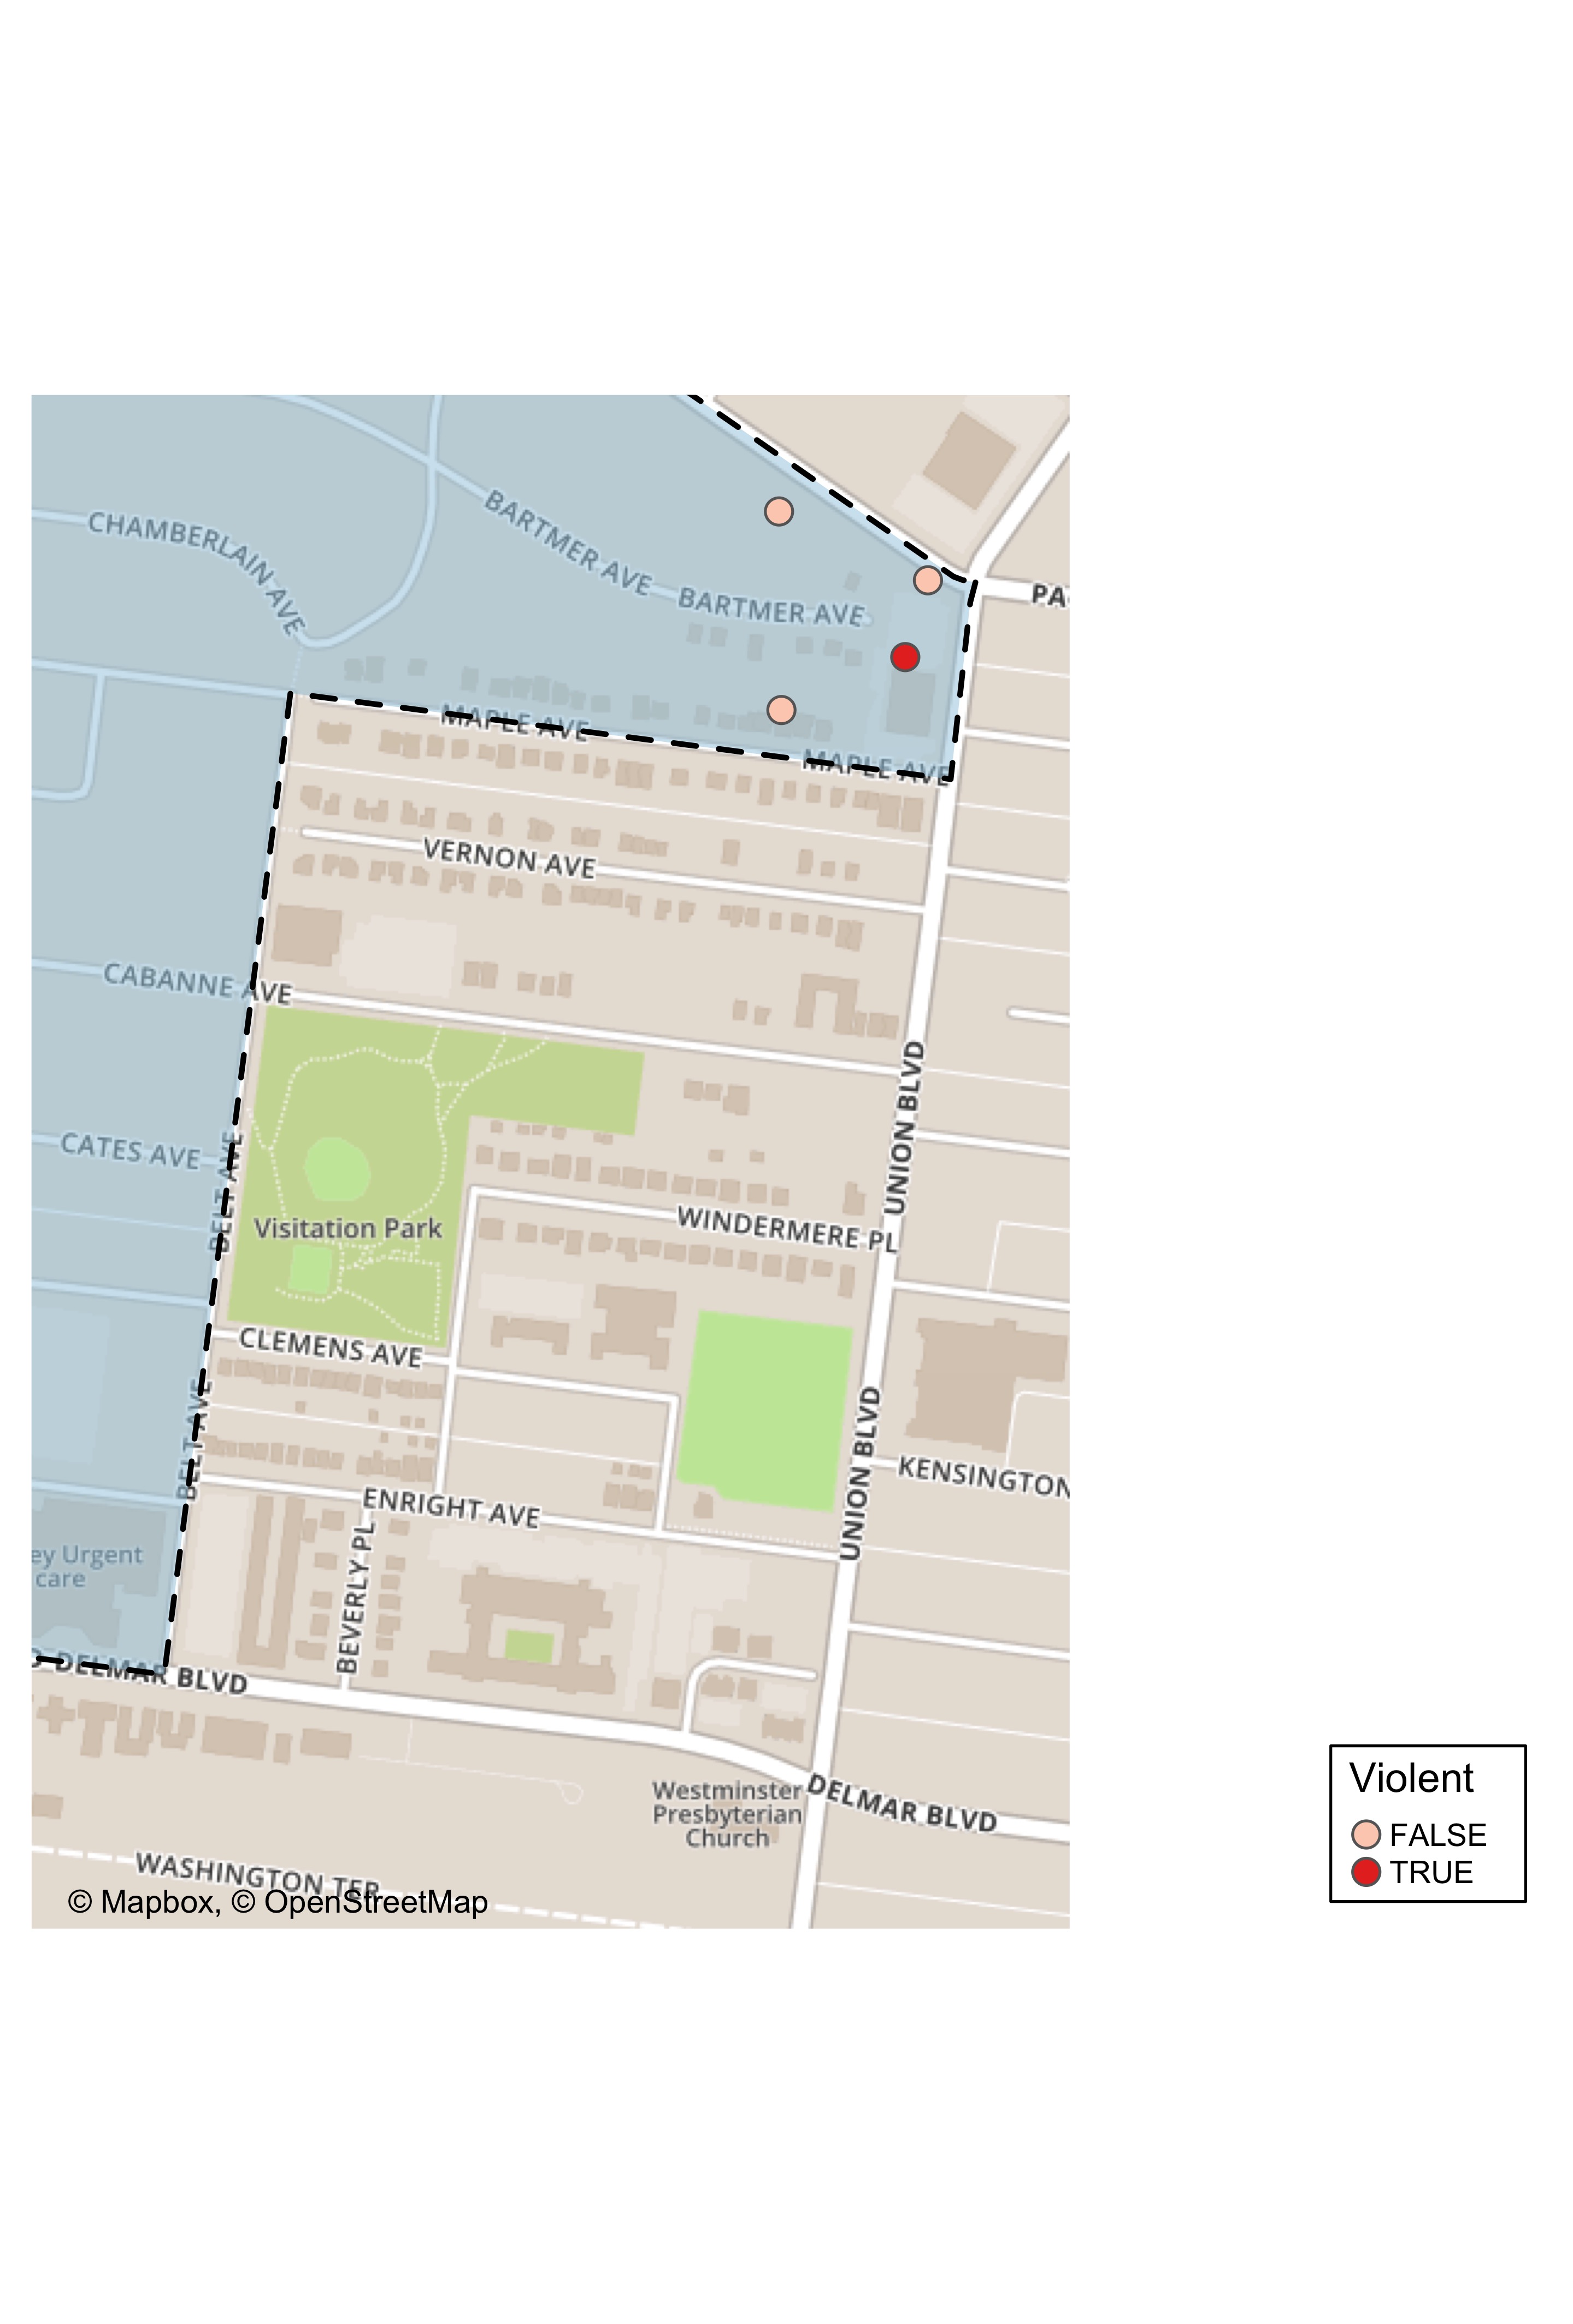 BARTMER AVE
CHAMBERLAIN AVE
BARTMER AVE
PA
MAPLE AVE
MAPLE AVE
VERNON AVE
CABANNE AVE
UNION BLVD
CATES AVE
BELT AVE
Visitation Park
WINDERMERE PL
CLEMENS AVE
BELT AVE
UNION BLVD
KENSINGTON
ENRIGHT AVE
BEVERLY PL
ey Urgent
care
DELMAR BLVD
Westminster
Presbyterian
Church
DELMAR BLVD
WASHINGTON TER
© Mapbox, © OpenStreetMap
Violent
FALSE
TRUE